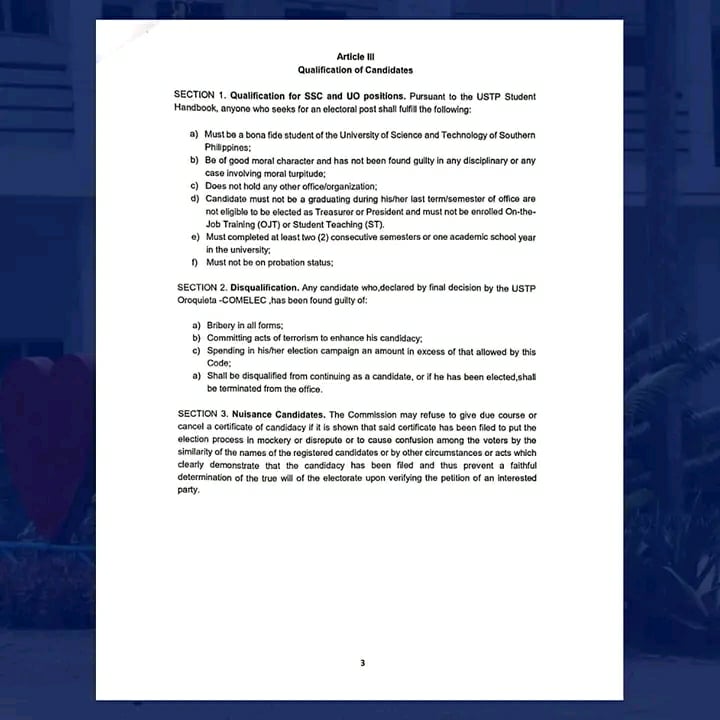 Article III
Qualification of Candidates
SECTION 1. Qualification for SSC and UO positions. Pursuant to the USTP Student
Handbook, anyone who seeks for an electoral post shall fulfill the following:
a) Must be a bona fide student of the University of Science and Technology of Southern
Philippines;
b) Be of good moral character and has not been found guilty in any disciplinary or any
case involving moral turpitude;
c) Does not hold any other office/organization;
d) Candidate must not be a graduating during his/her last term/semester of office are
not eligible to be elected as Treasurer or President and must not be enrolled On-the-
Job Training (OJT) or Student Teaching (ST).
e) Must completed at least two (2) consecutive semesters or one academic school year
in the university;
f) Must not be on probation status;
SECTION 2. Disqualification. Any candidate who,declared by final decision by the USTP
Oroquieta -COMELEC ,has been found guilty of:
a) Bribery in all forms;
b) Committing acts of terrorism to enhance his candidacy;
c) Spending in his/her election campaign an amount in excess of that allowed by this
Code;
a) Shall be disqualified from continuing as a candidate, or if he has been elected,shall
be terminated from the office.
SECTION 3. Nuisance Candidates. The Commission may refuse to give due course or
cancel a certificate of candidacy if it is shown that said certificate has been filed to put the
election process in mockery or disrepute or to cause confusion among the voters by the
similarity of the names of the registered candidates or by other circumstances or acts which
clearly demonstrate that the candidacy has been filed and thus prevent a faithful
determination of the true will of the electorate upon verifying the petition of an interested
party.
3